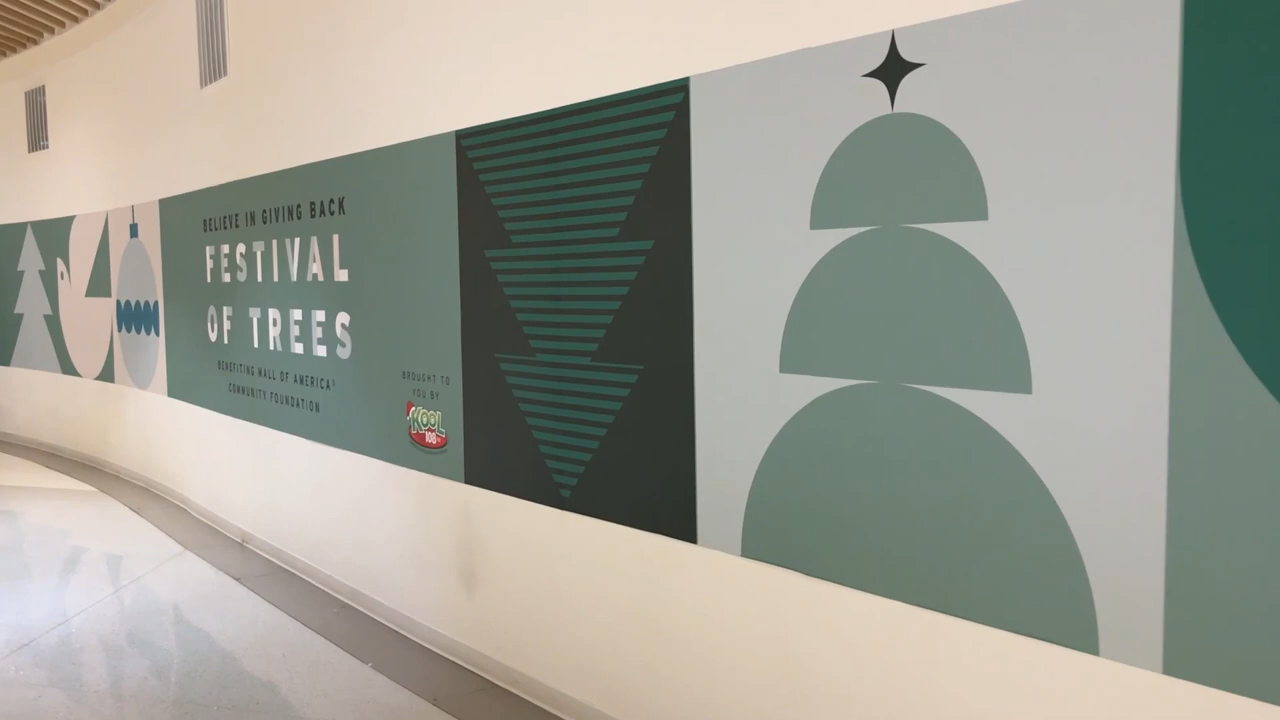 BELIEVE IN GIVING BACK
FESTIVAL
OF TREES
BENEFITING MALL OF AMERICA®
COMMUNITY FOUNDATION
BROUGHT TO
YOU BY
KOOL
108